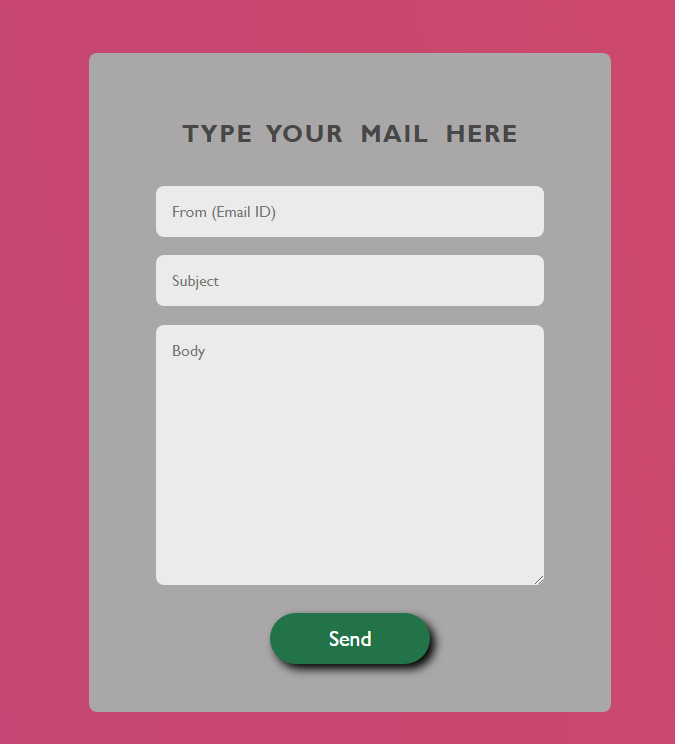 TYPE YOUR MAIL HERE
From (Email ID)
Subject
Body
Send